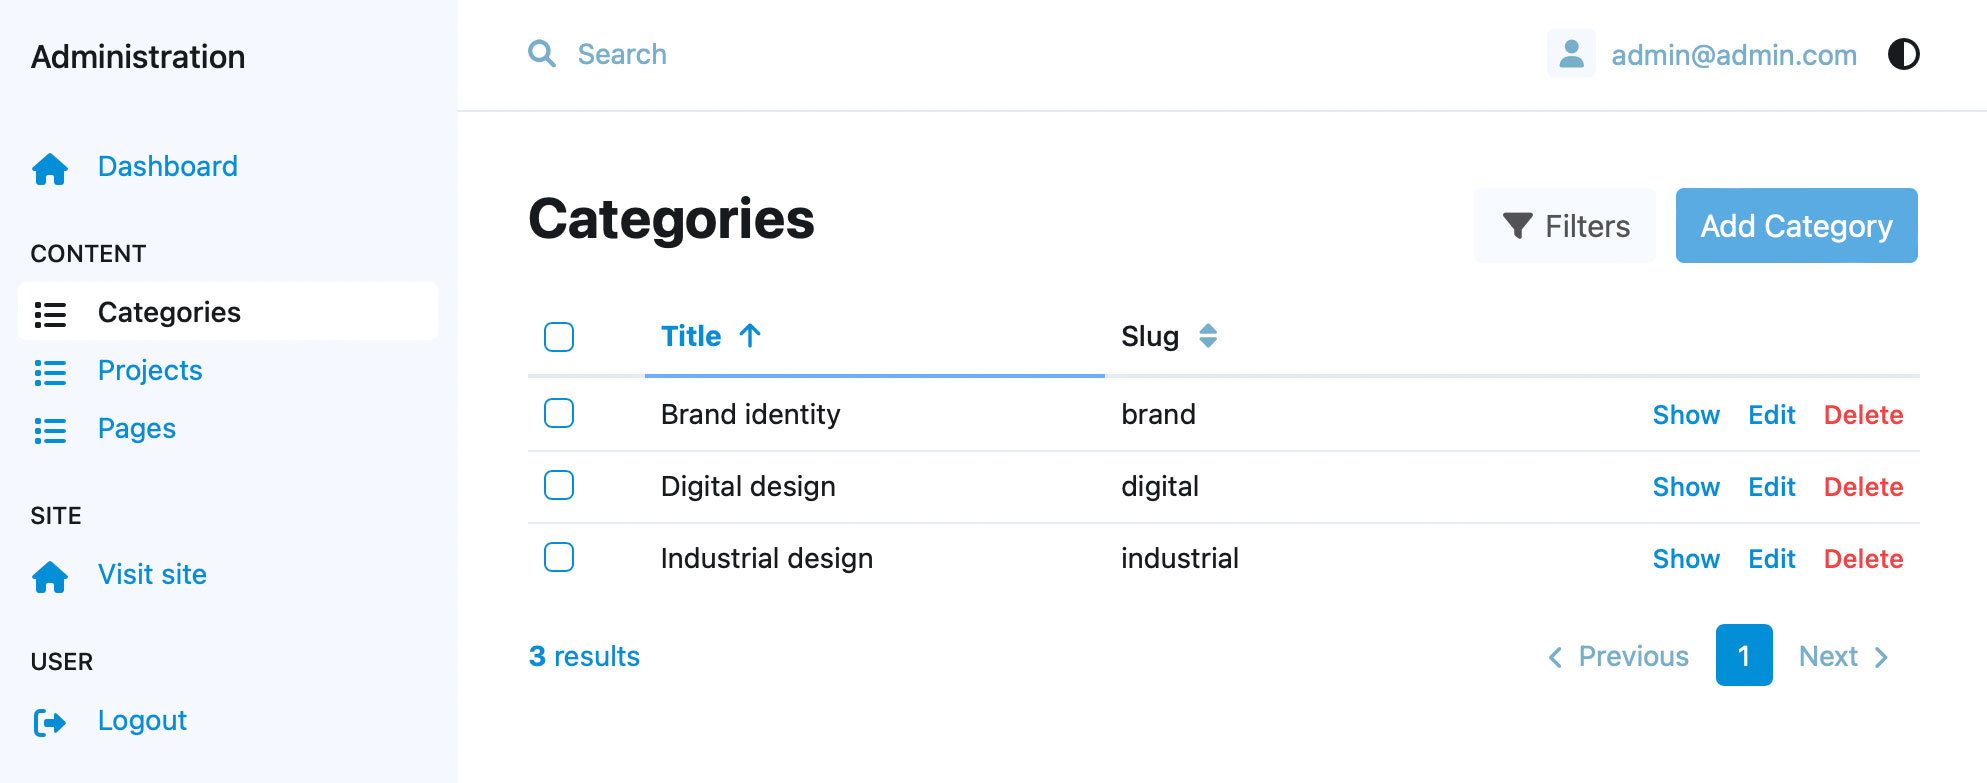 Administration
Dashboard
CONTENT
Categories
Projects
Pages
SITE
Visit site
USER
Logout
Search
admin@admin.com
Categories
Filters
Add Category
Title Slug
Brand identity brand Show Edit Delete
Digital design digital Show Edit Delete
Industrial design industrial Show Edit Delete
3 results
Previous 1 Next